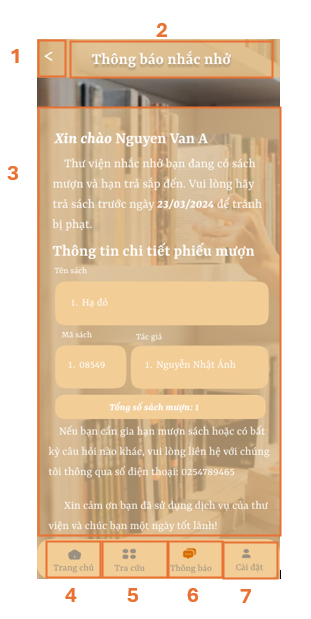 2
1
<
Thông báo nhắc nhở
3
Xin chào Nguyen Van A
Thư viện nhắc nhở bạn đang có sách
mượn và hạn trả sắp đến. Vui lòng hãy
trả sách trước ngày 23/03/2024 để tránh
bị phạt.
Thông tin chi tiết phiếu mượn
Tên sách
1. Hạ đỏ
Mã sách
Tác giả
1. 08549
1. Nguyễn Nhật Ánh
Tổng số sách mượn: 1
Nếu bạn cần gia hạn mượn sách hoặc có bất
kỳ câu hỏi nào khác, vui lòng liên hệ với chúng
tôi thông qua số điện thoại: 0254789465
Xin cảm ơn bạn đã sử dụng dịch vụ của thư
viện và chúc bạn một ngày tốt lành!
Trang chủ
Tra cứu
Thông báo
Cài đặt
4
5
6
7